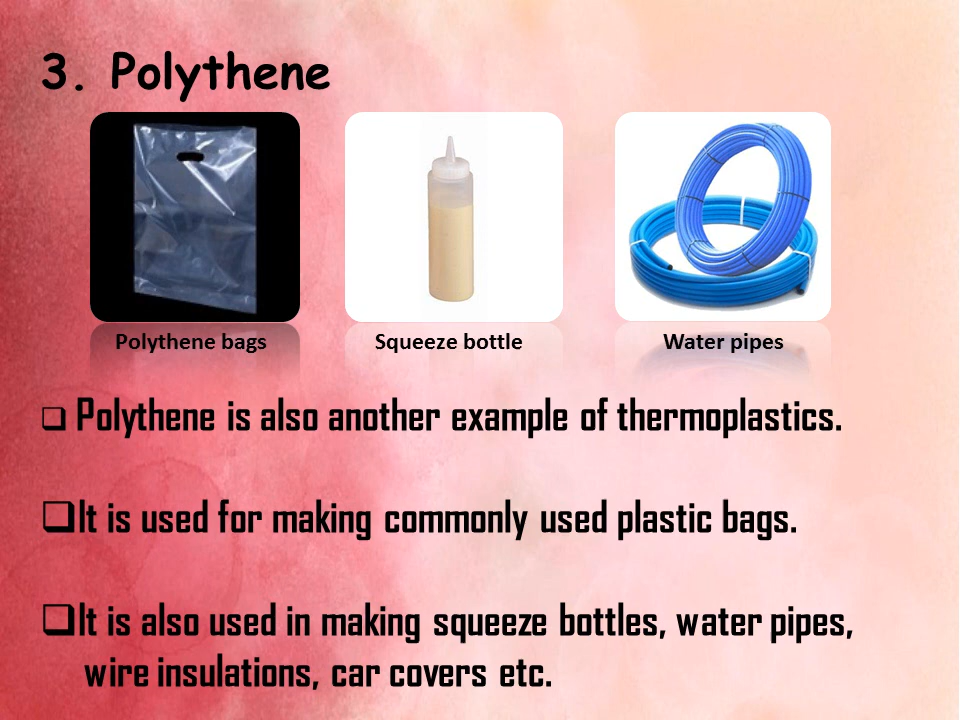 3. Polythene
Polythene bags
Squeeze bottle
Water pipes
❑ Polythene is also another example of thermoplastics.
❑It is used for making commonly used plastic bags.
❑It is also used in making squeeze bottles, water pipes,
wire insulations, car covers etc.